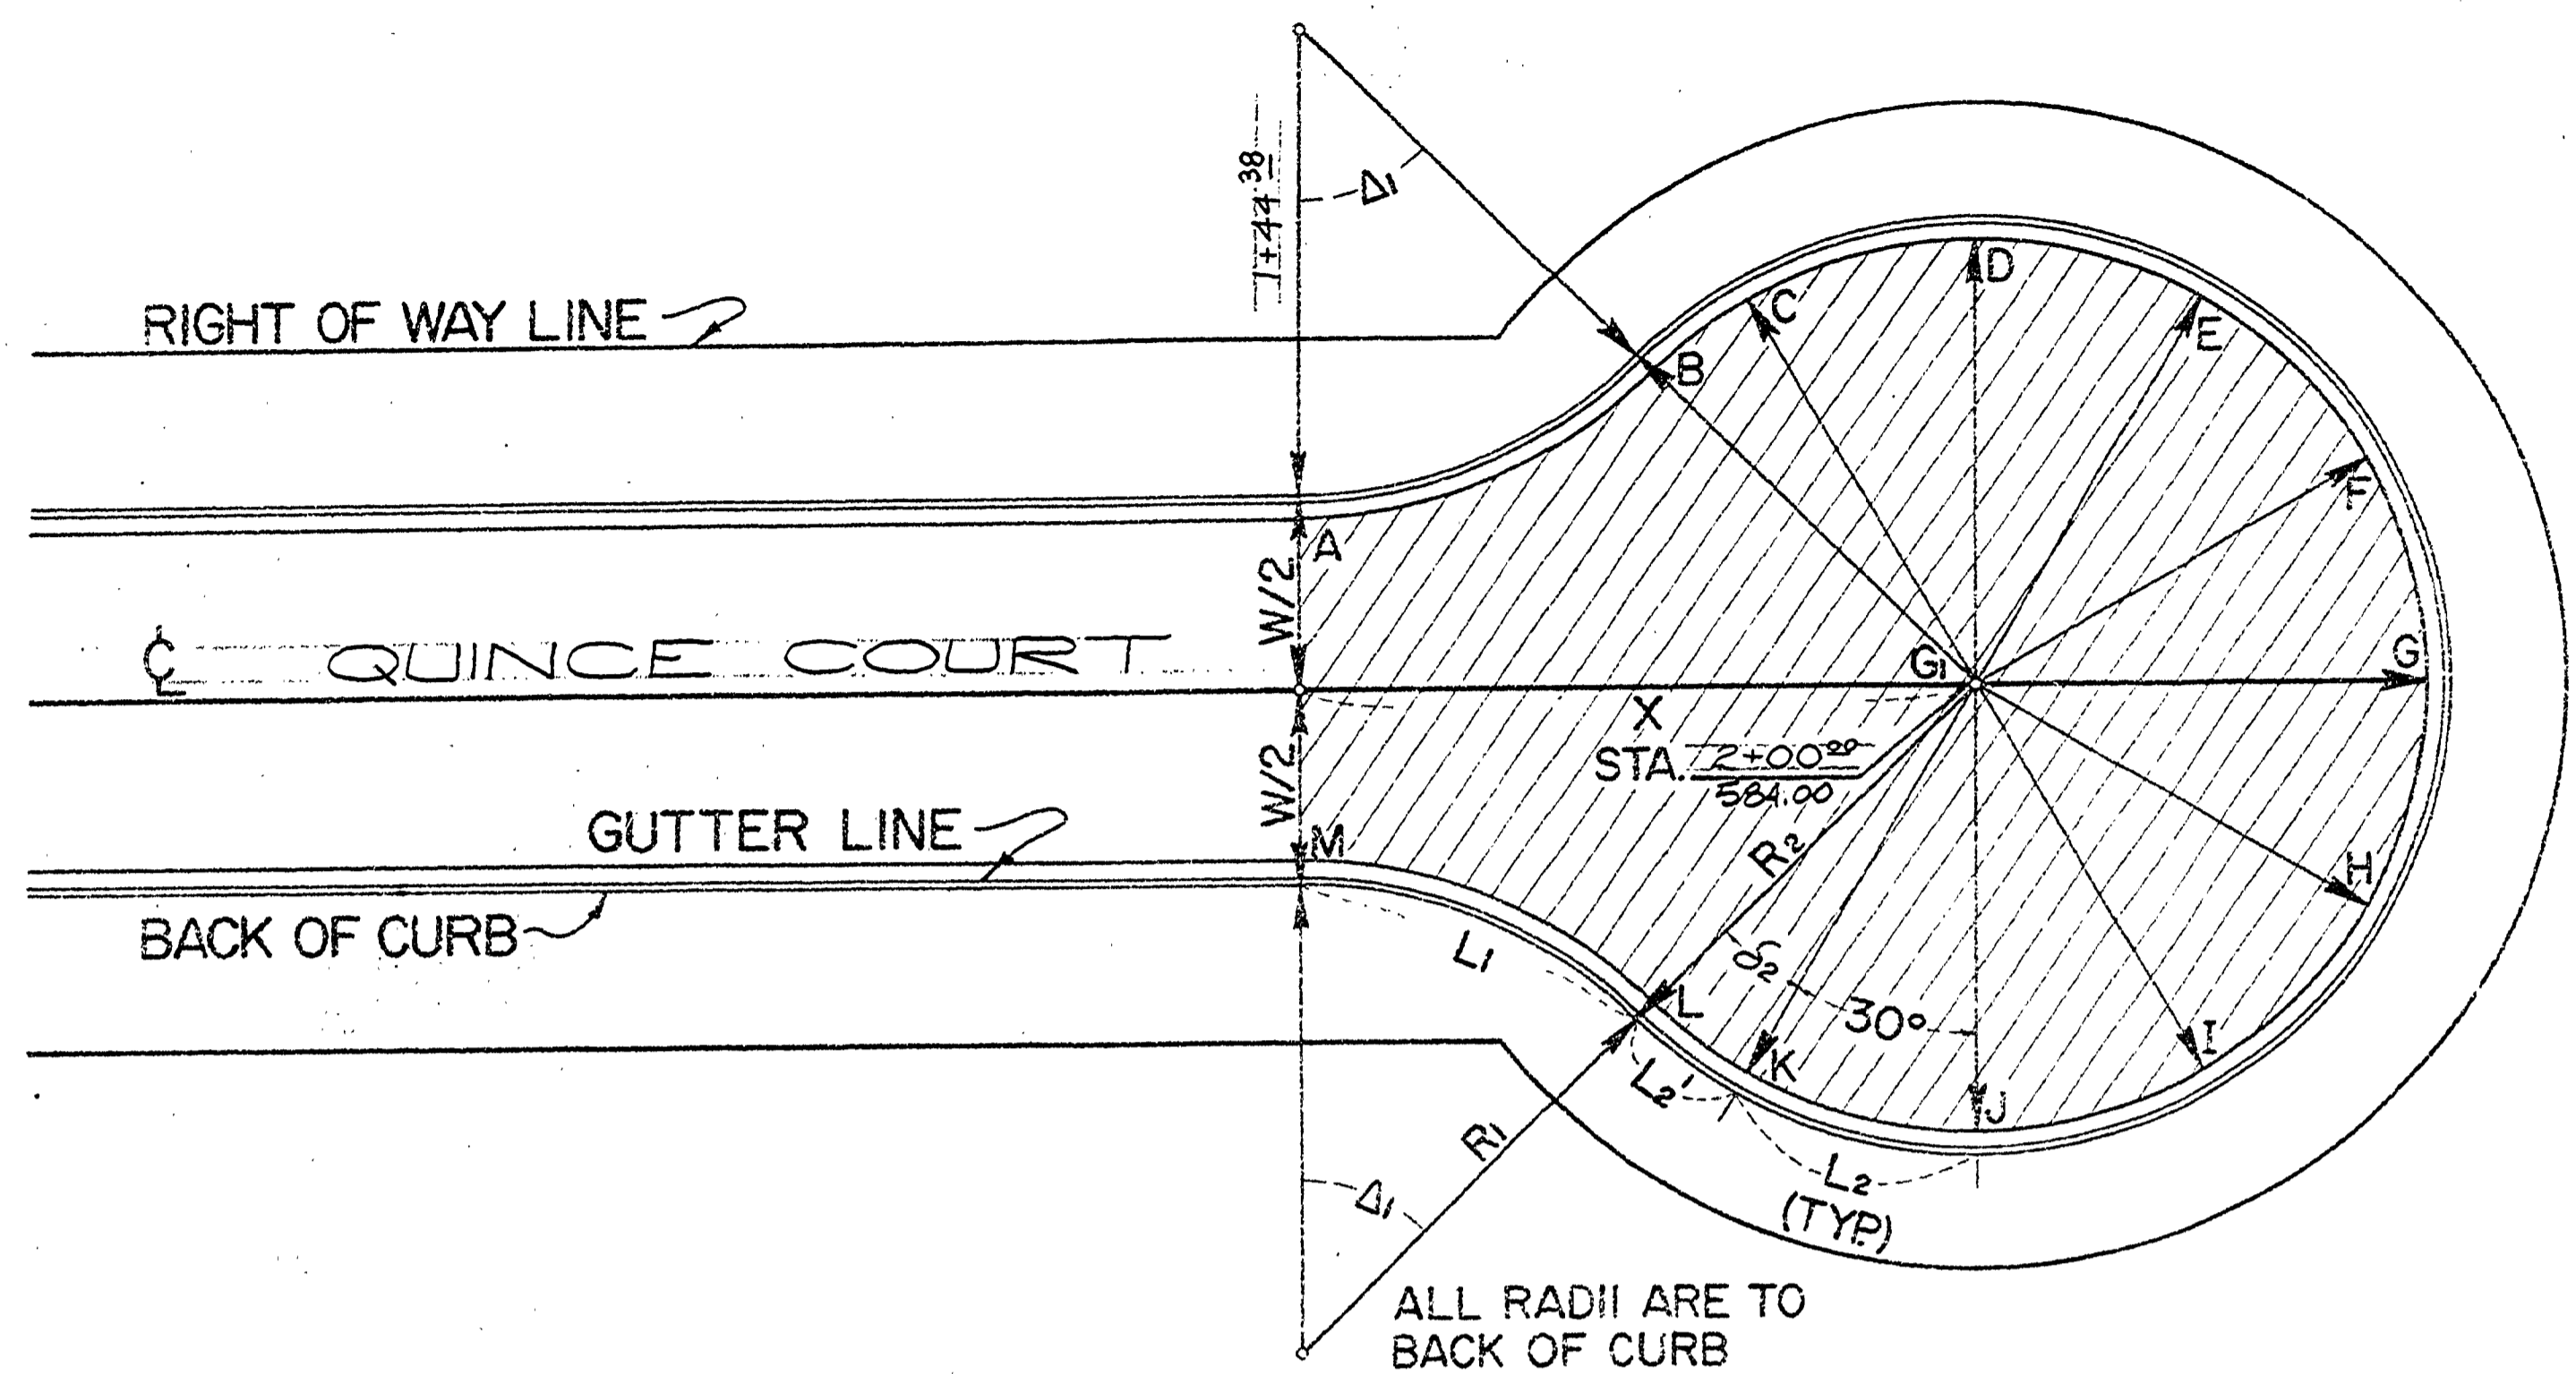 1+44.38
Δ1
D
C
E
RIGHT OF WAY LINE
B
F
A
W/2
℄ QUINCE COURT
G1
G
X
STA. 2+00.00
584.00
W/2
GUTTER LINE
M
R2
H
BACK OF CURB
L1
δ2
L
30°
I
K
L2'
J
R1
L2
(TYP.)
Δ1
ALL RADII ARE TO
BACK OF CURB